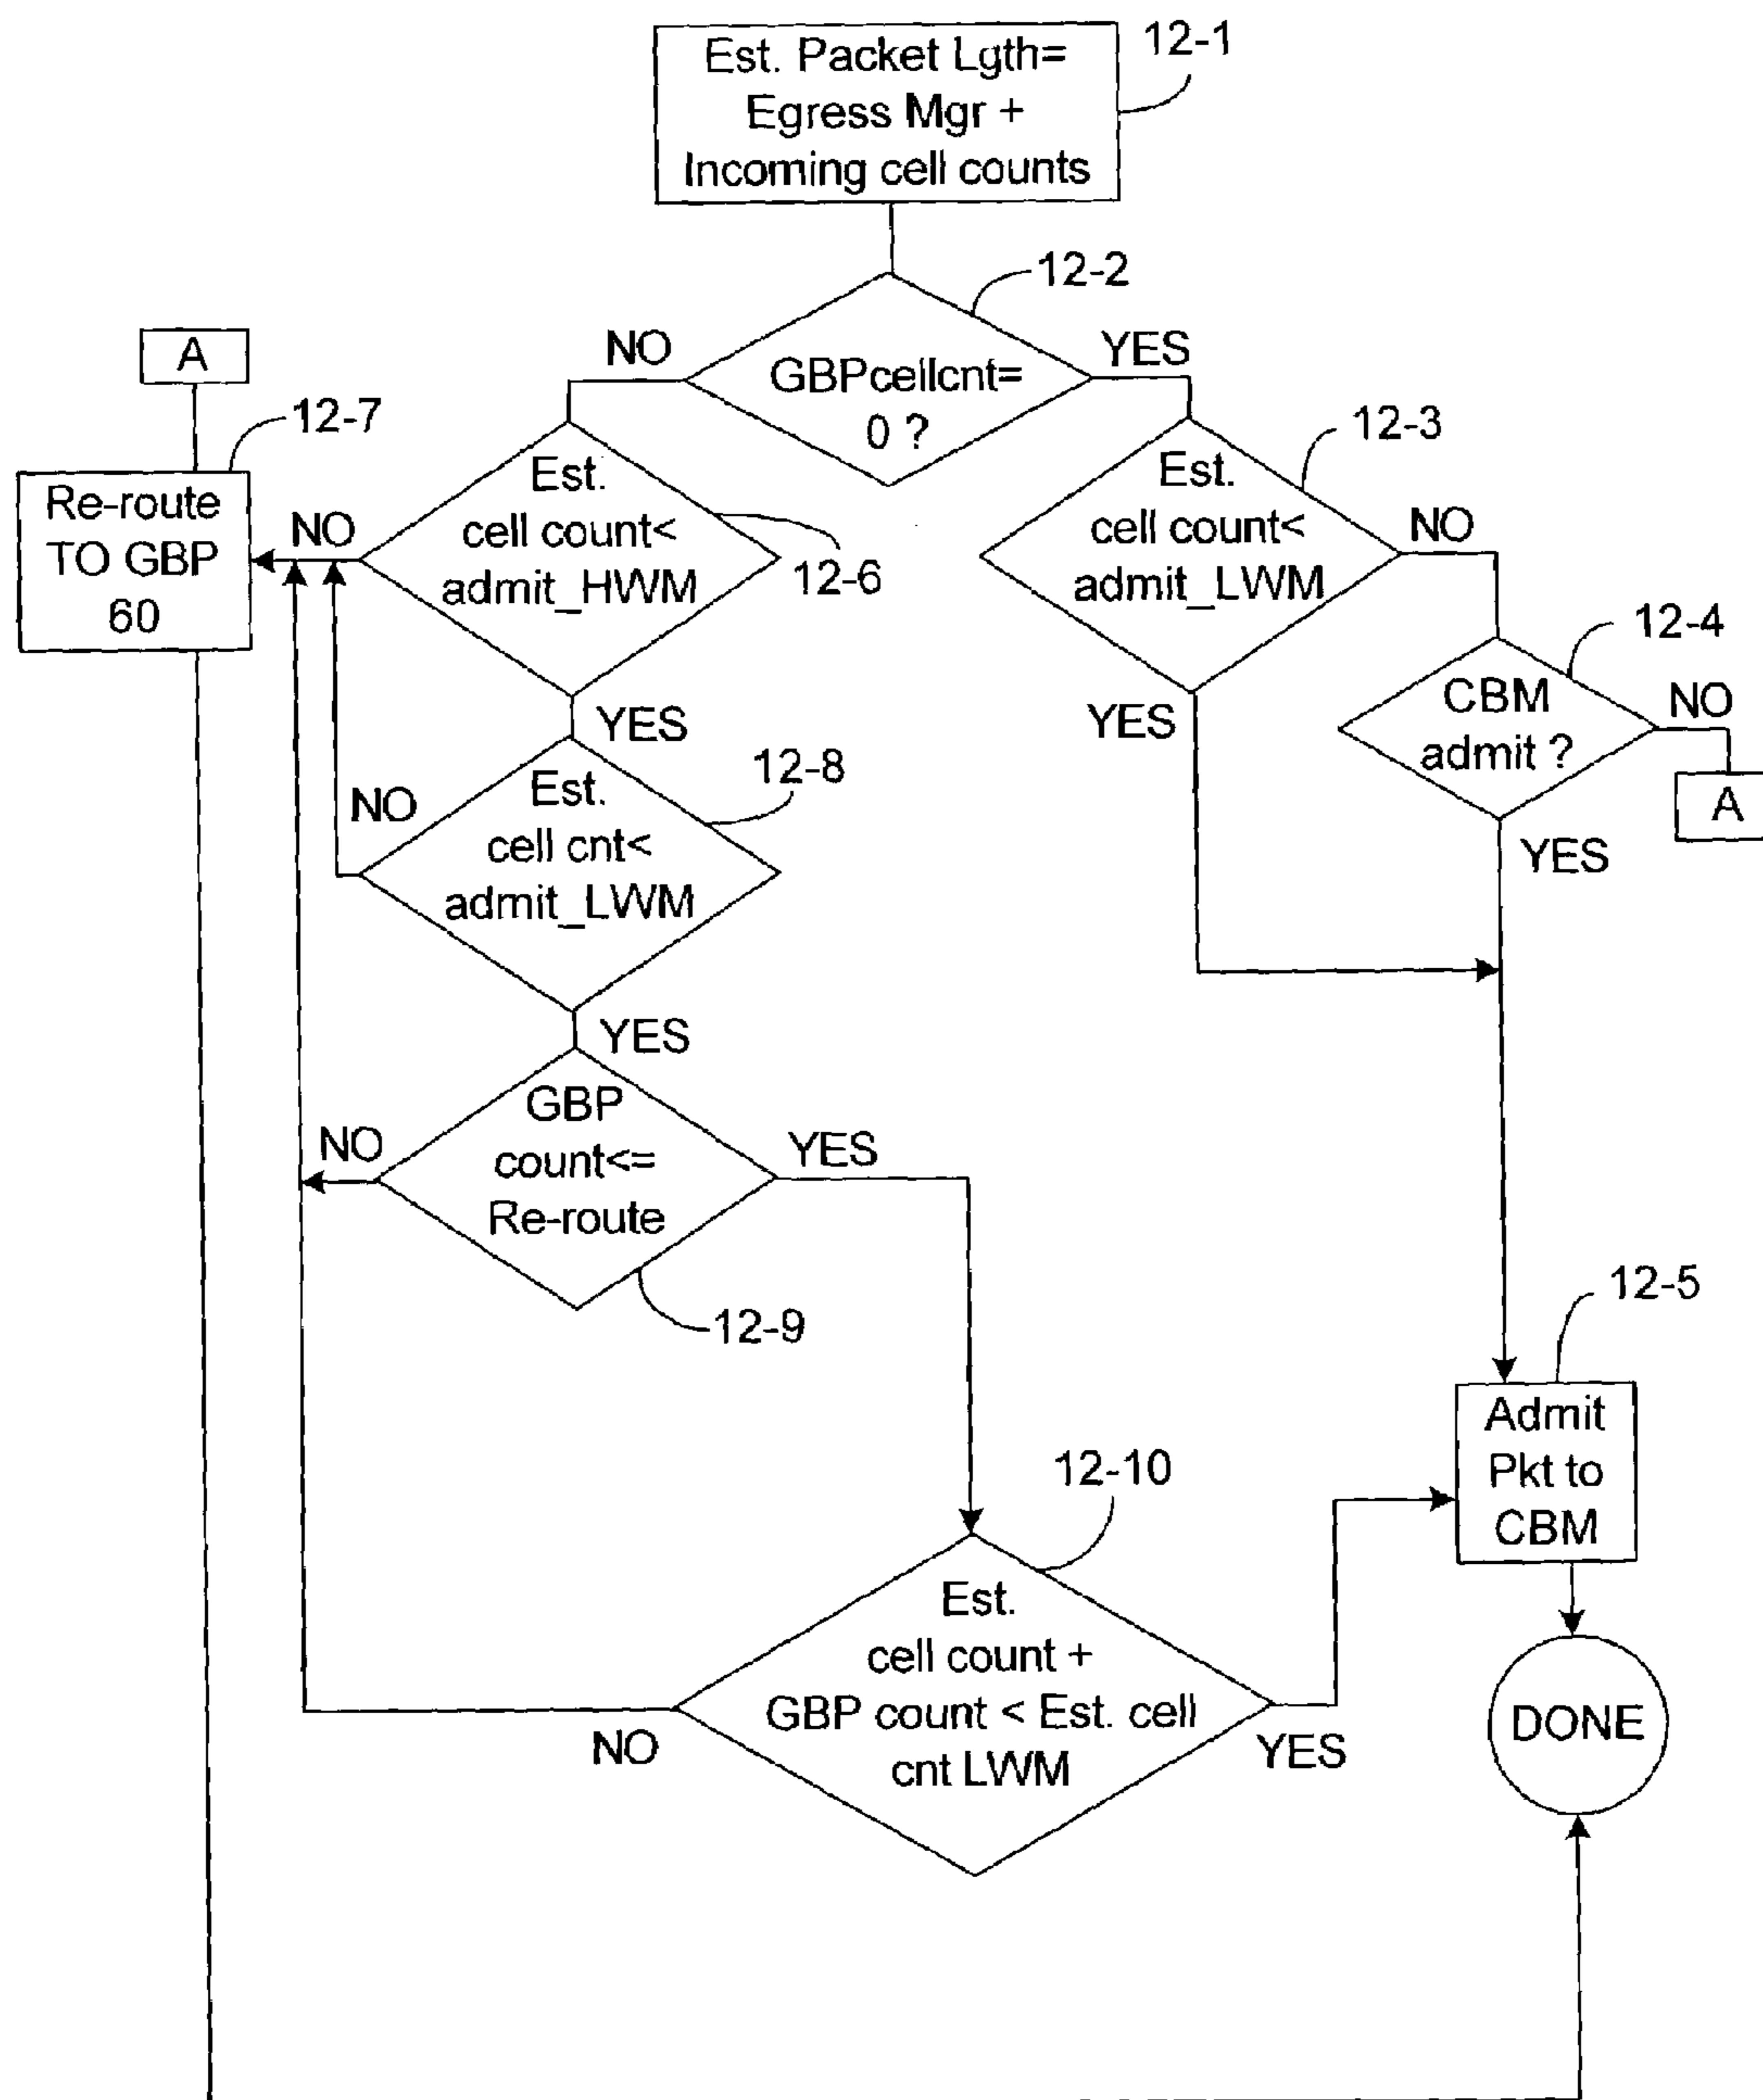 Est. Packet Lgth=
Egress Mgr +
Incoming cell counts
12-1
12-2
GBPcellcnt=
0 ?
NO
YES
A
12-7
Re-route
TO GBP
60
NO
Est.
cell count<
admit_HWM
12-6
YES
12-3
Est.
cell count<
admit_LWM
NO
YES
12-4
CBM
admit ?
NO
A
YES
12-8
Est.
cell cnt<
admit_LWM
NO
YES
GBP
count<=
Re-route
NO
YES
12-9
12-5
Admit
Pkt to
CBM
12-10
Est.
cell count +
GBP count < Est. cell
cnt LWM
NO
YES
DONE